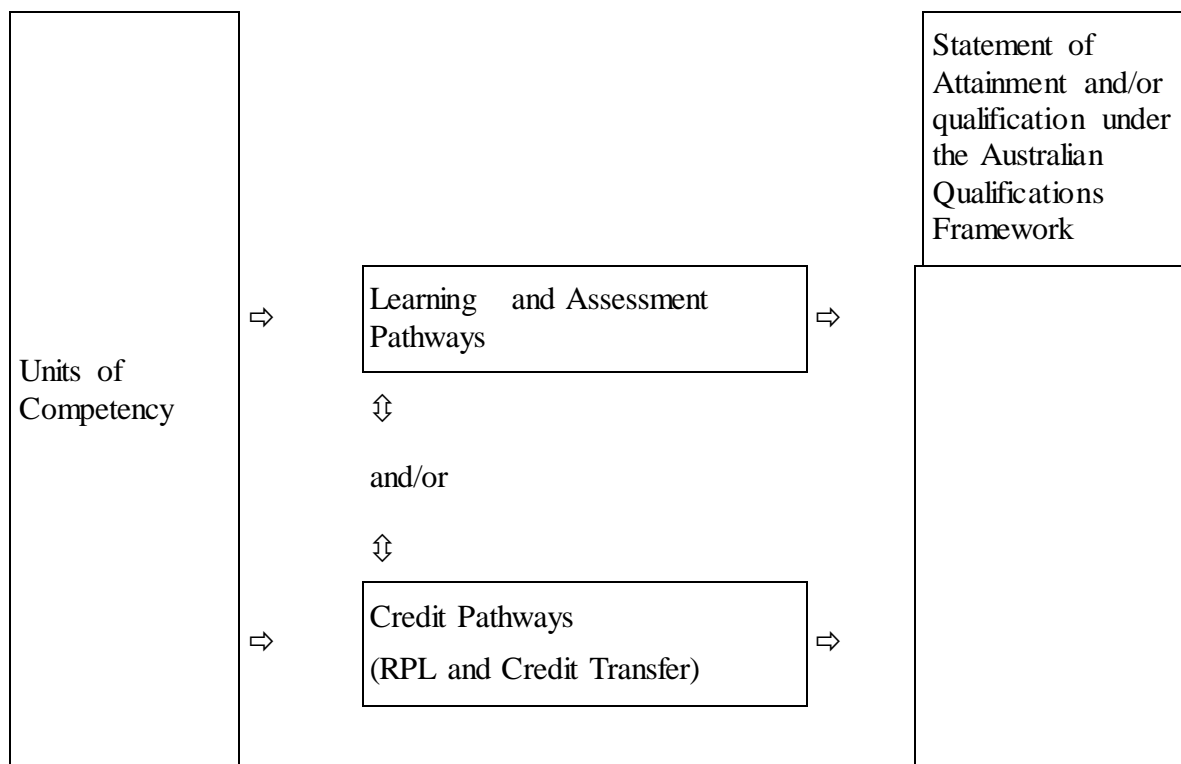 Statement of
Attainment and/or
qualification under
the Australian
Qualifications
Framework
Units of
Competency
⇨
Learning and Assessment
Pathways
⇨
⇳
and/or
⇳
⇨
Credit Pathways
(RPL and Credit Transfer)
⇨